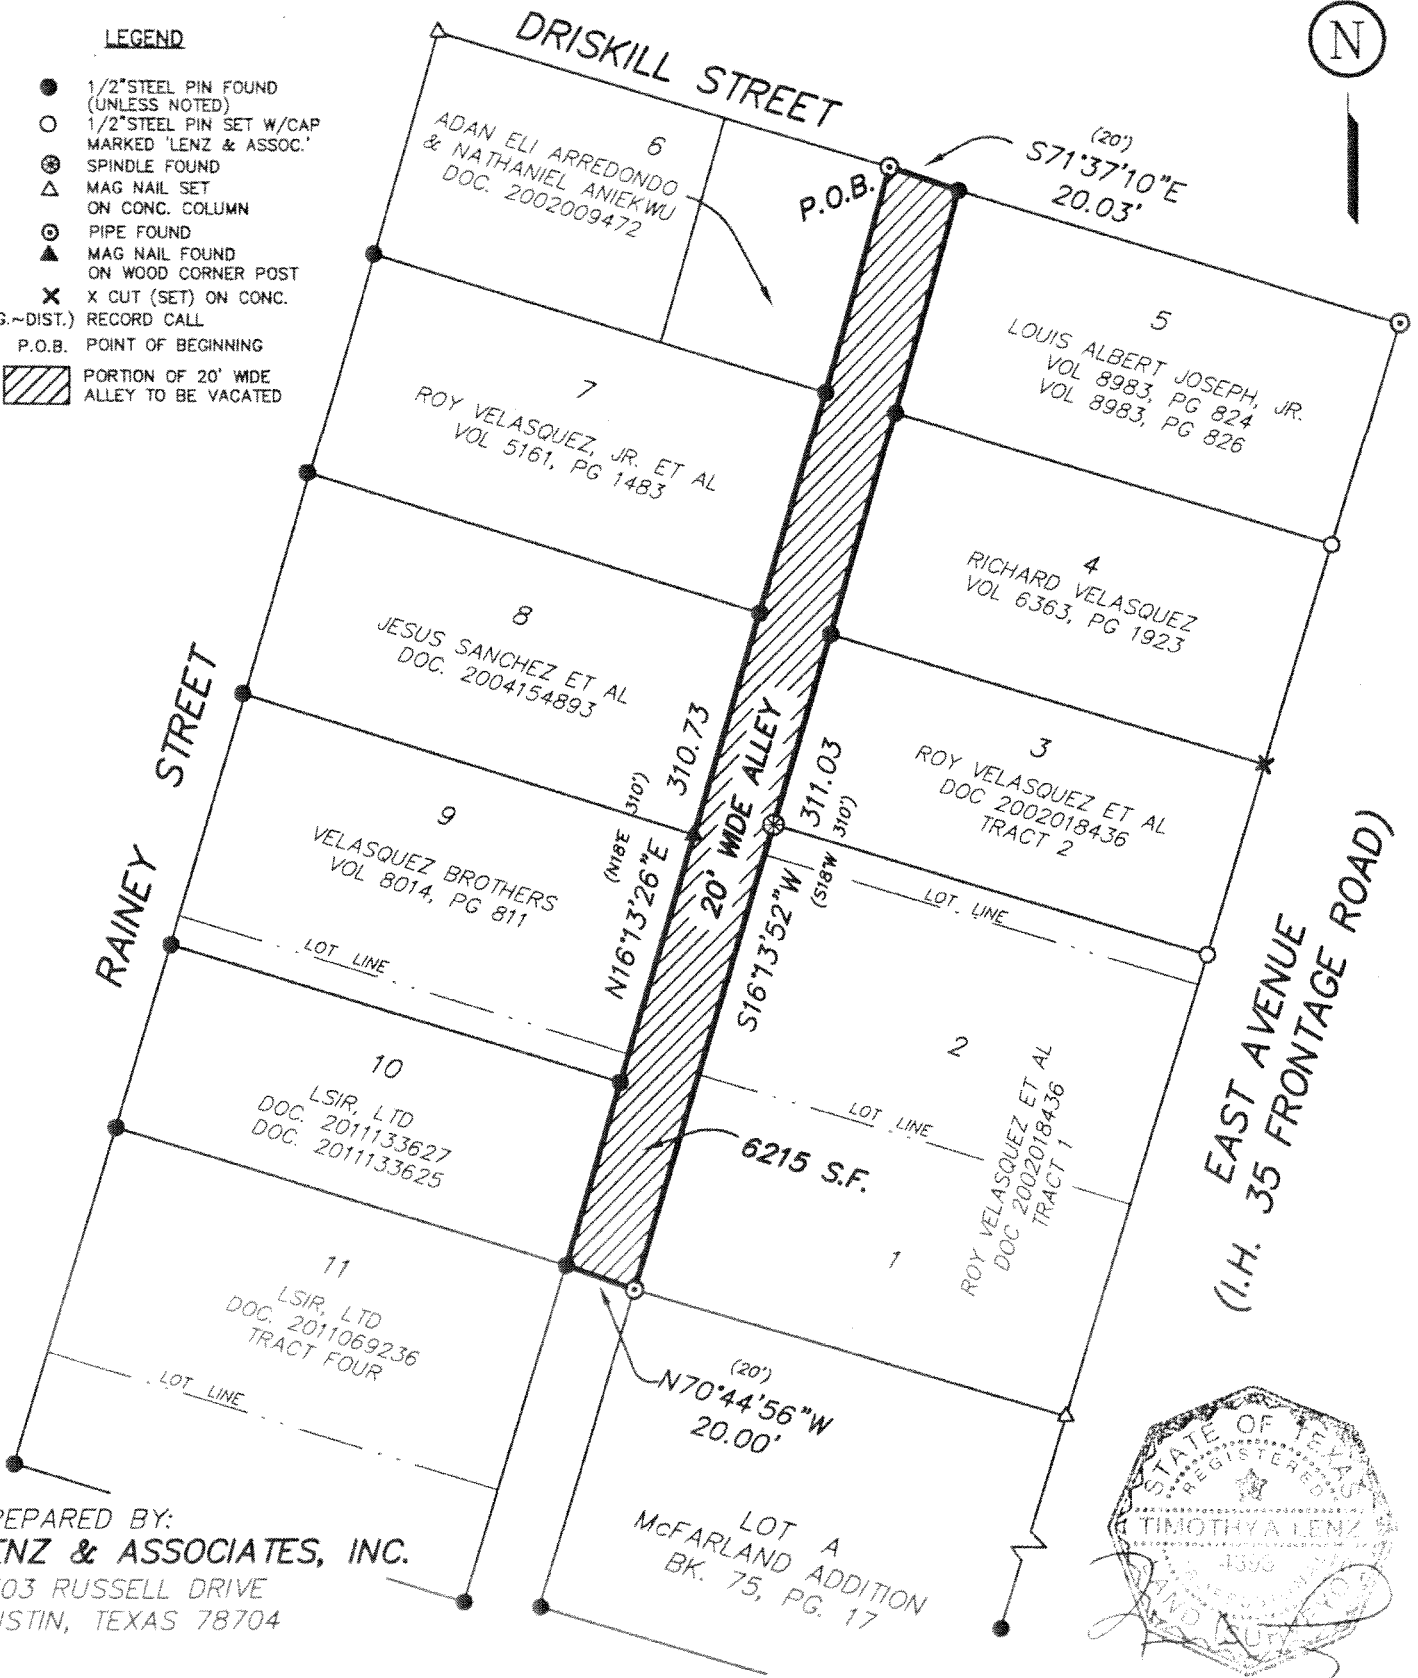 LEGEND
1/2"STEEL PIN FOUND
(UNLESS NOTED)
1/2"STEEL PIN SET W/CAP
MARKED 'LENZ & ASSOC.'
SPINDLE FOUND
MAG NAIL SET
ON CONC. COLUMN
PIPE FOUND
MAG NAIL FOUND
ON WOOD CORNER POST
X CUT (SET) ON CONC.
G.~DIST.) RECORD CALL
P.O.B. POINT OF BEGINNING
PORTION OF 20' WIDE
ALLEY TO BE VACATED
N
DRISKILL STREET
(20')
S71°37'10"E
20.03'
P.O.B.
6
ADAN ELI ARREDONDO
& NATHANIEL ANIEKWU
DOC. 2002009472
5
LOUIS ALBERT JOSEPH, JR.
VOL 8983, PG 824
VOL 8983, PG 826
7
ROY VELASQUEZ, JR. ET AL
VOL 5161, PG 1483
4
RICHARD VELASQUEZ
VOL 6363, PG 1923
8
JESUS SANCHEZ ET AL
DOC. 2004154893
3
ROY VELASQUEZ ET AL
DOC 2002018436
TRACT 2
RAINEY STREET
N16°13'26"E 310.73
(N18°E 310')
20' WIDE ALLEY
S16°13'52"W 311.03
(S18°W 310')
9
VELASQUEZ BROTHERS
VOL 8014, PG 811
LOT LINE
LOT LINE
2
LOT LINE
10
LSIR, LTD
DOC. 2011133627
DOC. 2011133625
6215 S.F.
ROY VELASQUEZ ET AL
DOC 2002018436
TRACT 1
1
EAST AVENUE
(I.H. 35 FRONTAGE ROAD)
11
LSIR, LTD
DOC. 2011069236
TRACT FOUR
LOT LINE
(20')
N70°44'56"W
20.00'
LOT A
McFARLAND ADDITION
BK. 75, PG. 17
REPARED BY:
ENZ & ASSOCIATES, INC.
03 RUSSELL DRIVE
USTIN, TEXAS 78704
STATE OF TEXAS
REGISTERED
TIMOTHY A LENZ
LAND SURVEYOR